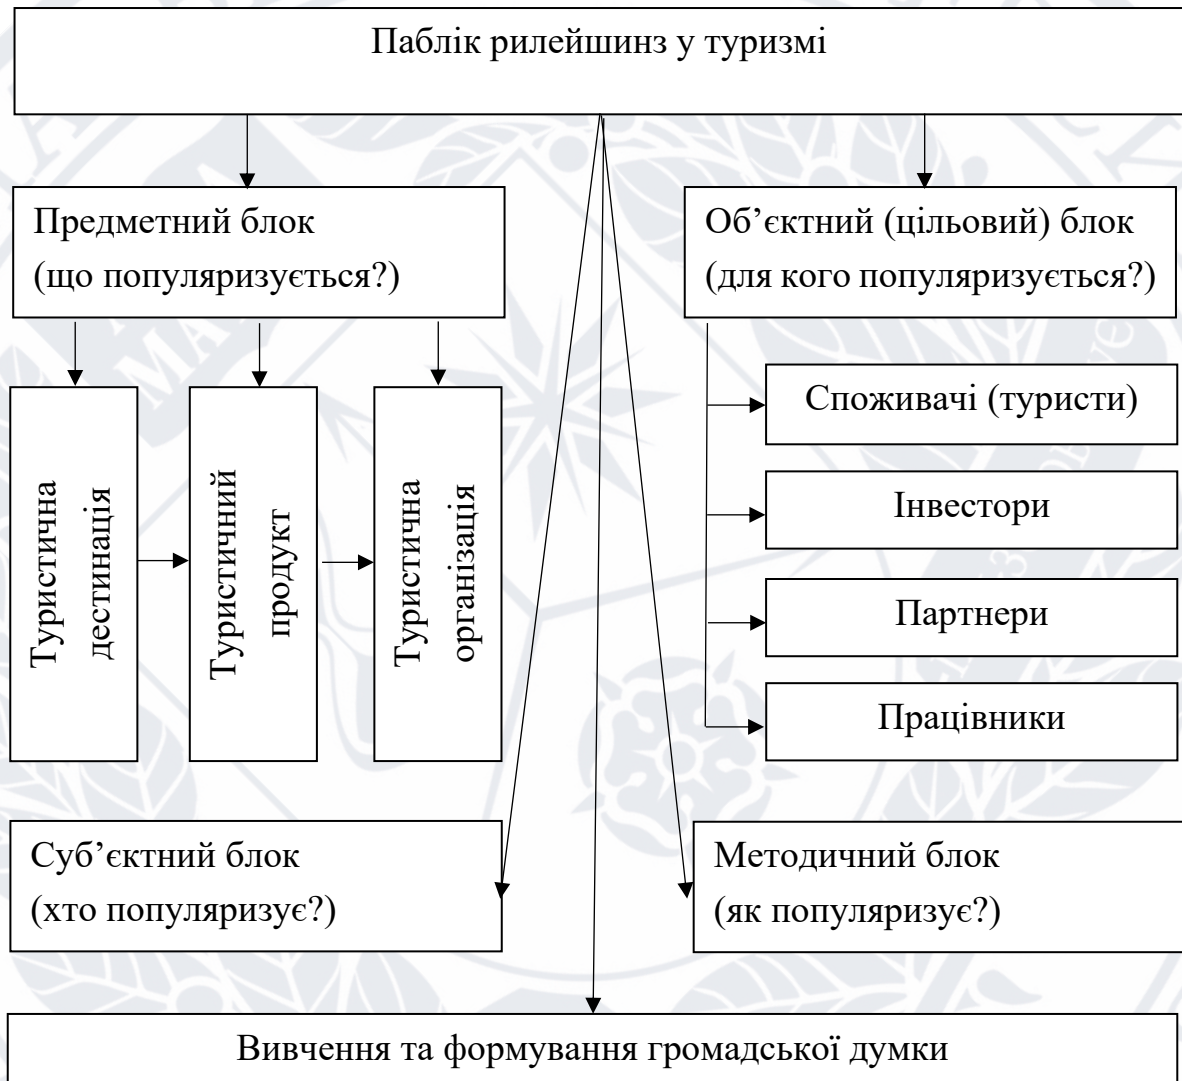 Паблік рилейшинз у туризмі
Предметний блок
(що популяризується?)
Об’єктний (цільовий) блок
(для кого популяризується?)
Туристична
дестинація
Туристичний
продукт
Туристична
організація
Споживачі (туристи)
Інвестори
Партнери
Працівники
Суб’єктний блок
(хто популяризує?)
Методичний блок
(як популяризує?)
Вивчення та формування громадської думки